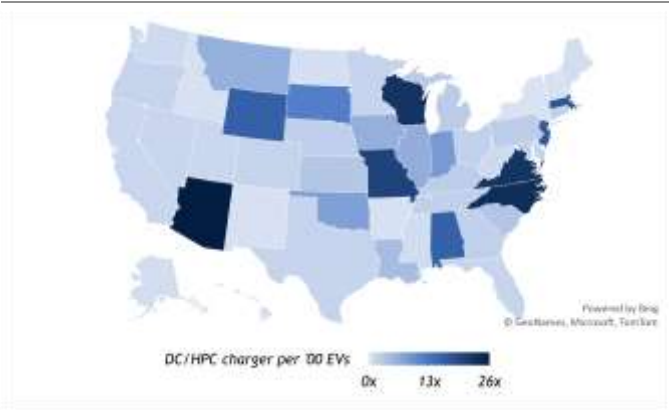 Powered by Bing
© GeoNames, Microsoft, TomTom
DC/HPC charger per '00 EVs
0x 13x 26x